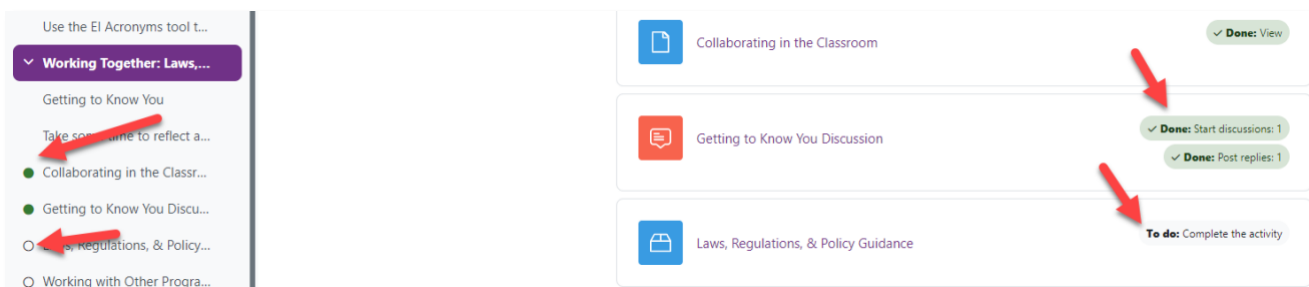 Use the EI Acronyms tool t...
Working Together: Laws,...
Getting to Know You
Take some time to reflect a...
Collaborating in the Classr...
Getting to Know You Discu...
Laws, Regulations, & Policy...
Working with Other Progra...
Collaborating in the Classroom
Done: View
Getting to Know You Discussion
Done: Start discussions: 1
Done: Post replies: 1
Laws, Regulations, & Policy Guidance
To do: Complete the activity